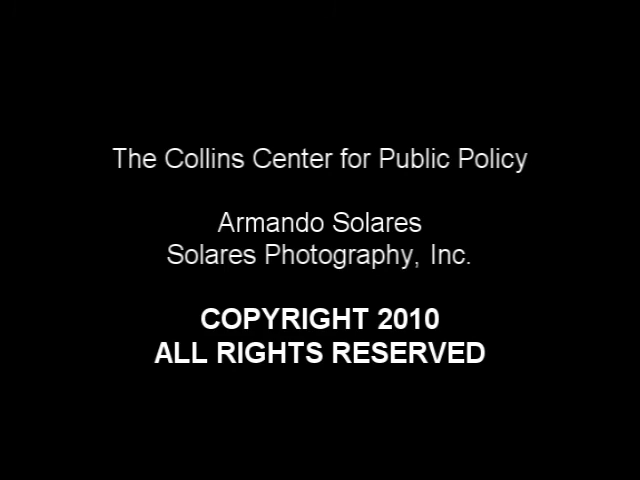 The Collins Center for Public Policy
Armando Solares
Solares Photography, Inc.
COPYRIGHT 2010
ALL RIGHTS RESERVED